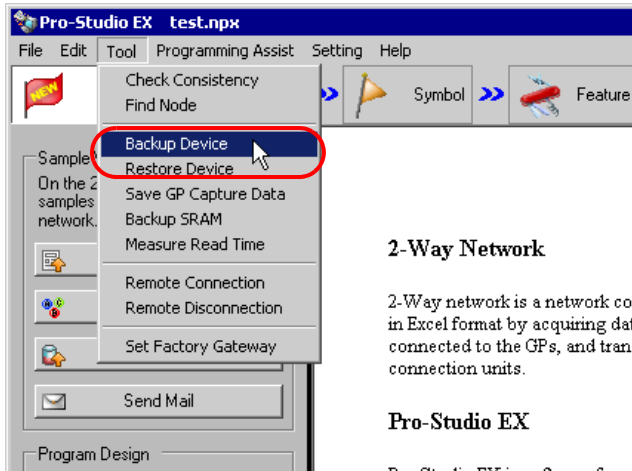 Pro-Studio EX test.npx
File Edit Tool Programming Assist Setting Help
NEW
Symbol
Feature
Check Consistency
Find Node
Backup Device
Restore Device
Save GP Capture Data
Backup SRAM
Measure Read Time
Remote Connection
Remote Disconnection
Set Factory Gateway
Sample
On the 2
samples
network.
Send Mail
Program Design
2-Way Network
2-Way network is a network co
in Excel format by acquiring dat
connected to the GPs, and tran
connection units.
Pro-Studio EX